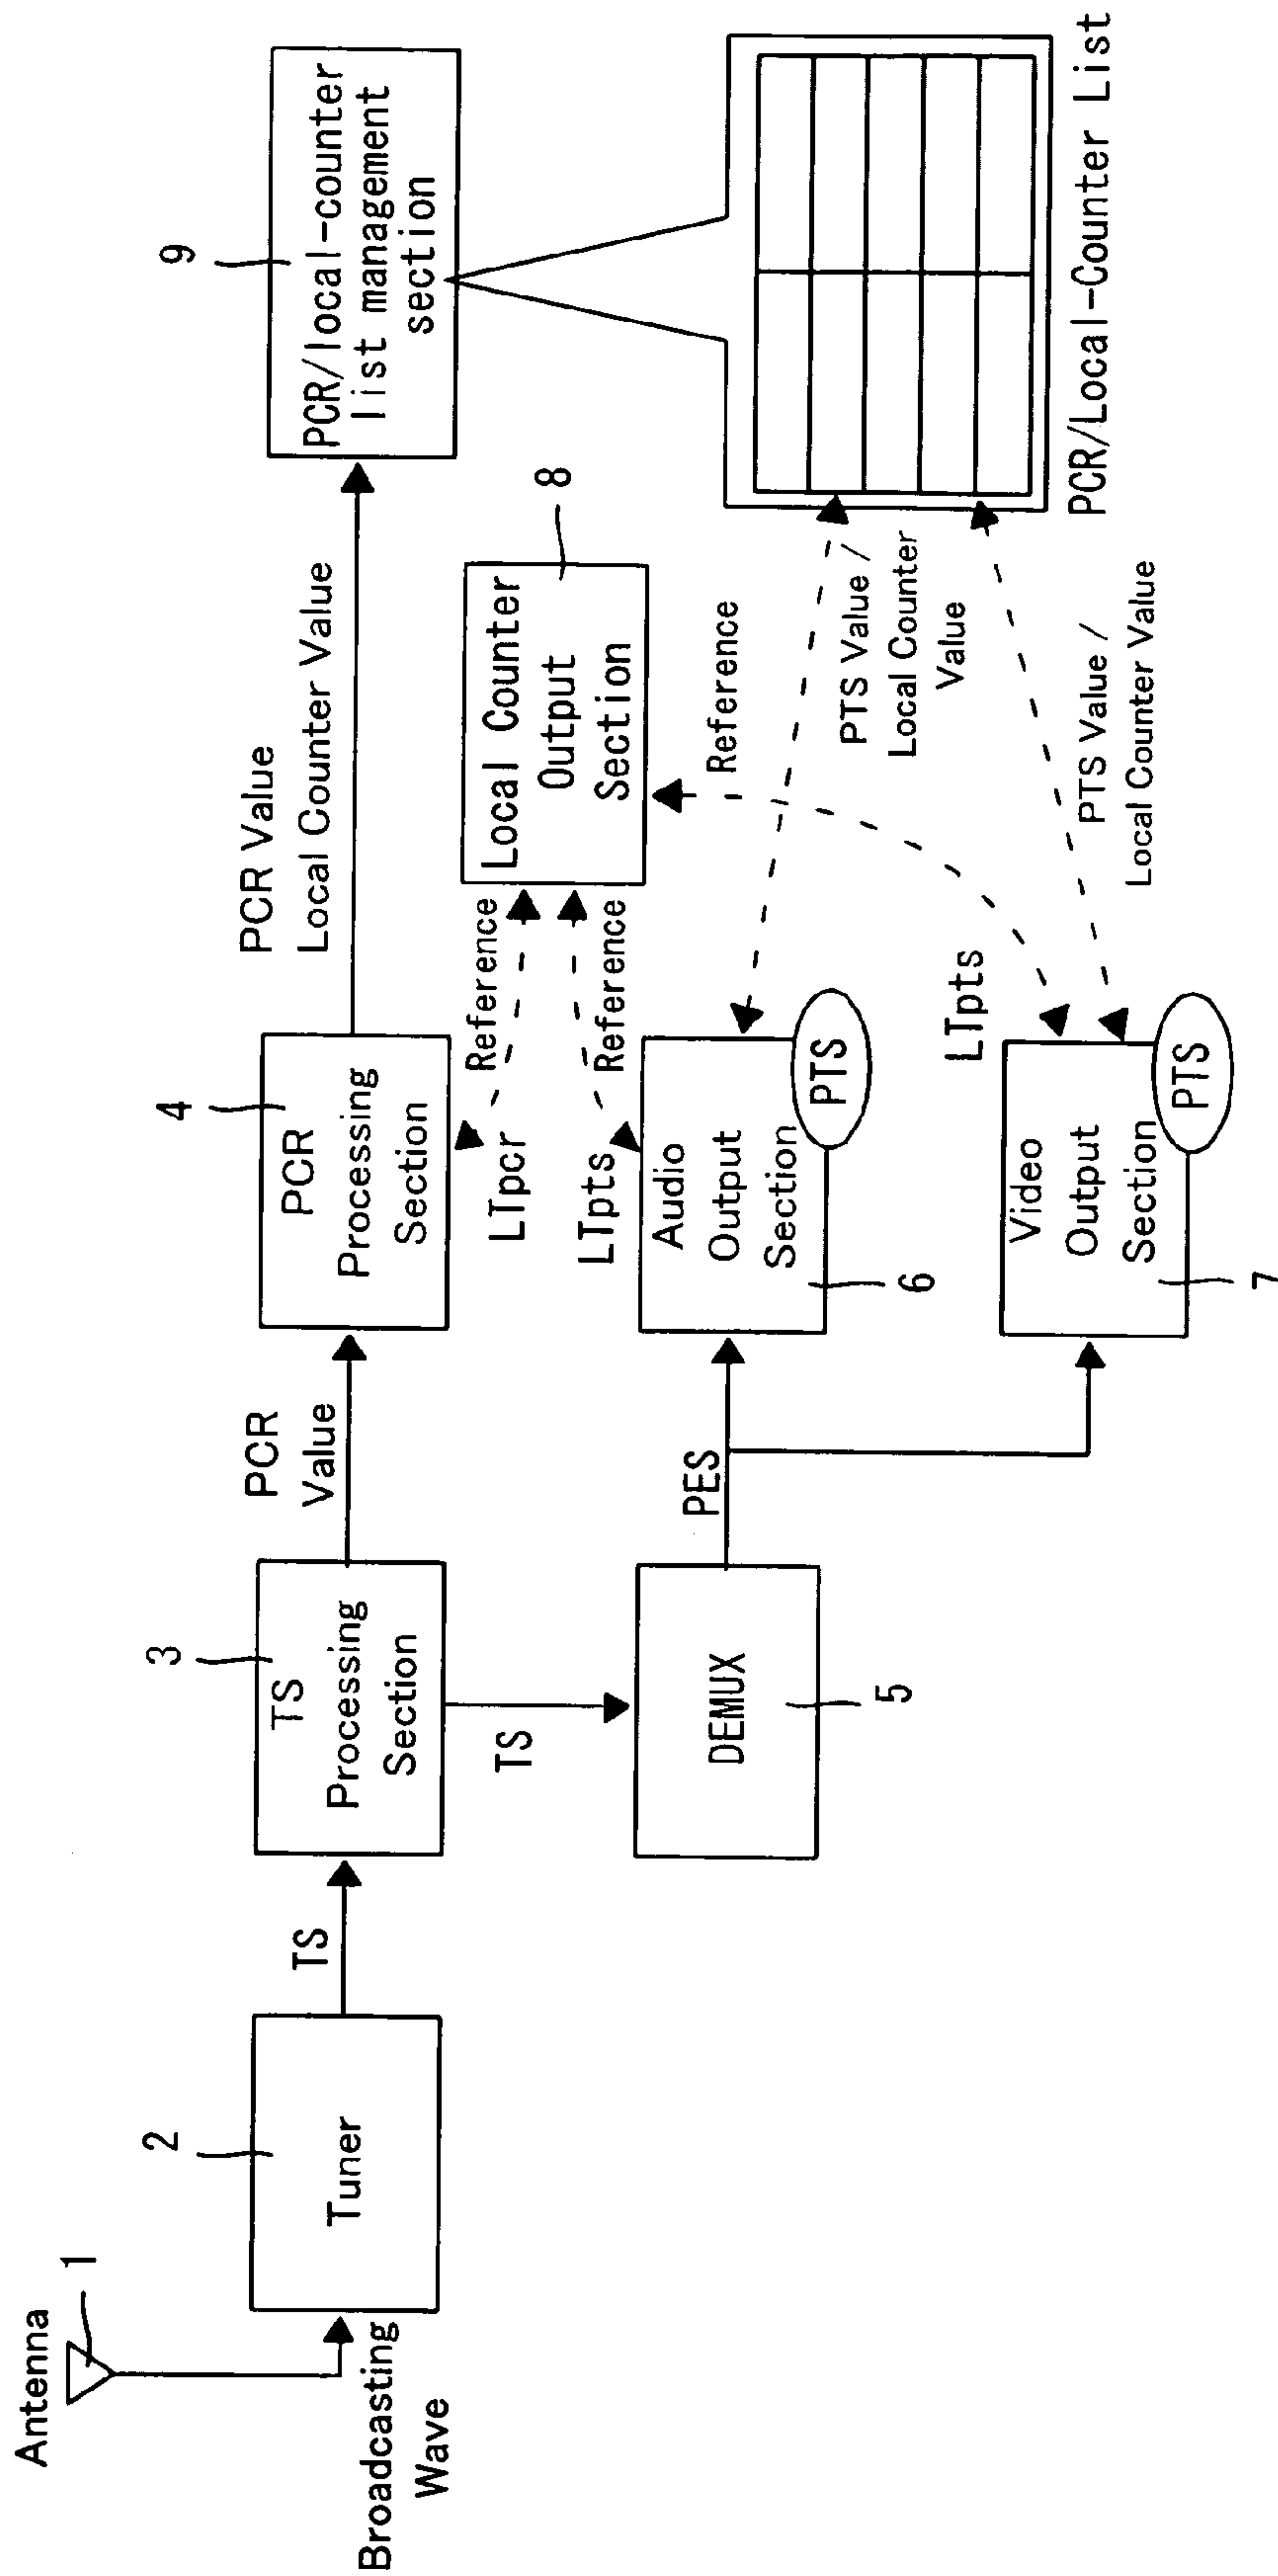 Antenna
1
Broadcasting
Wave
2
Tuner
TS
3
TS
Processing
Section
TS
PCR
Value
4
PCR
Processing
Section
PCR Value
Local Counter Value
9
PCR/local-counter
list management
section
DEMUX
5
PES
LTpcr
Reference
LTpts
Reference
Local Counter
Output
Section
8
Audio
Output
Section
PTS
6
Reference
LTpts
Video
Output
Section
PTS
7
PTS Value /
Local Counter
Value
PTS Value /
Local Counter Value
PCR/Local-Counter List